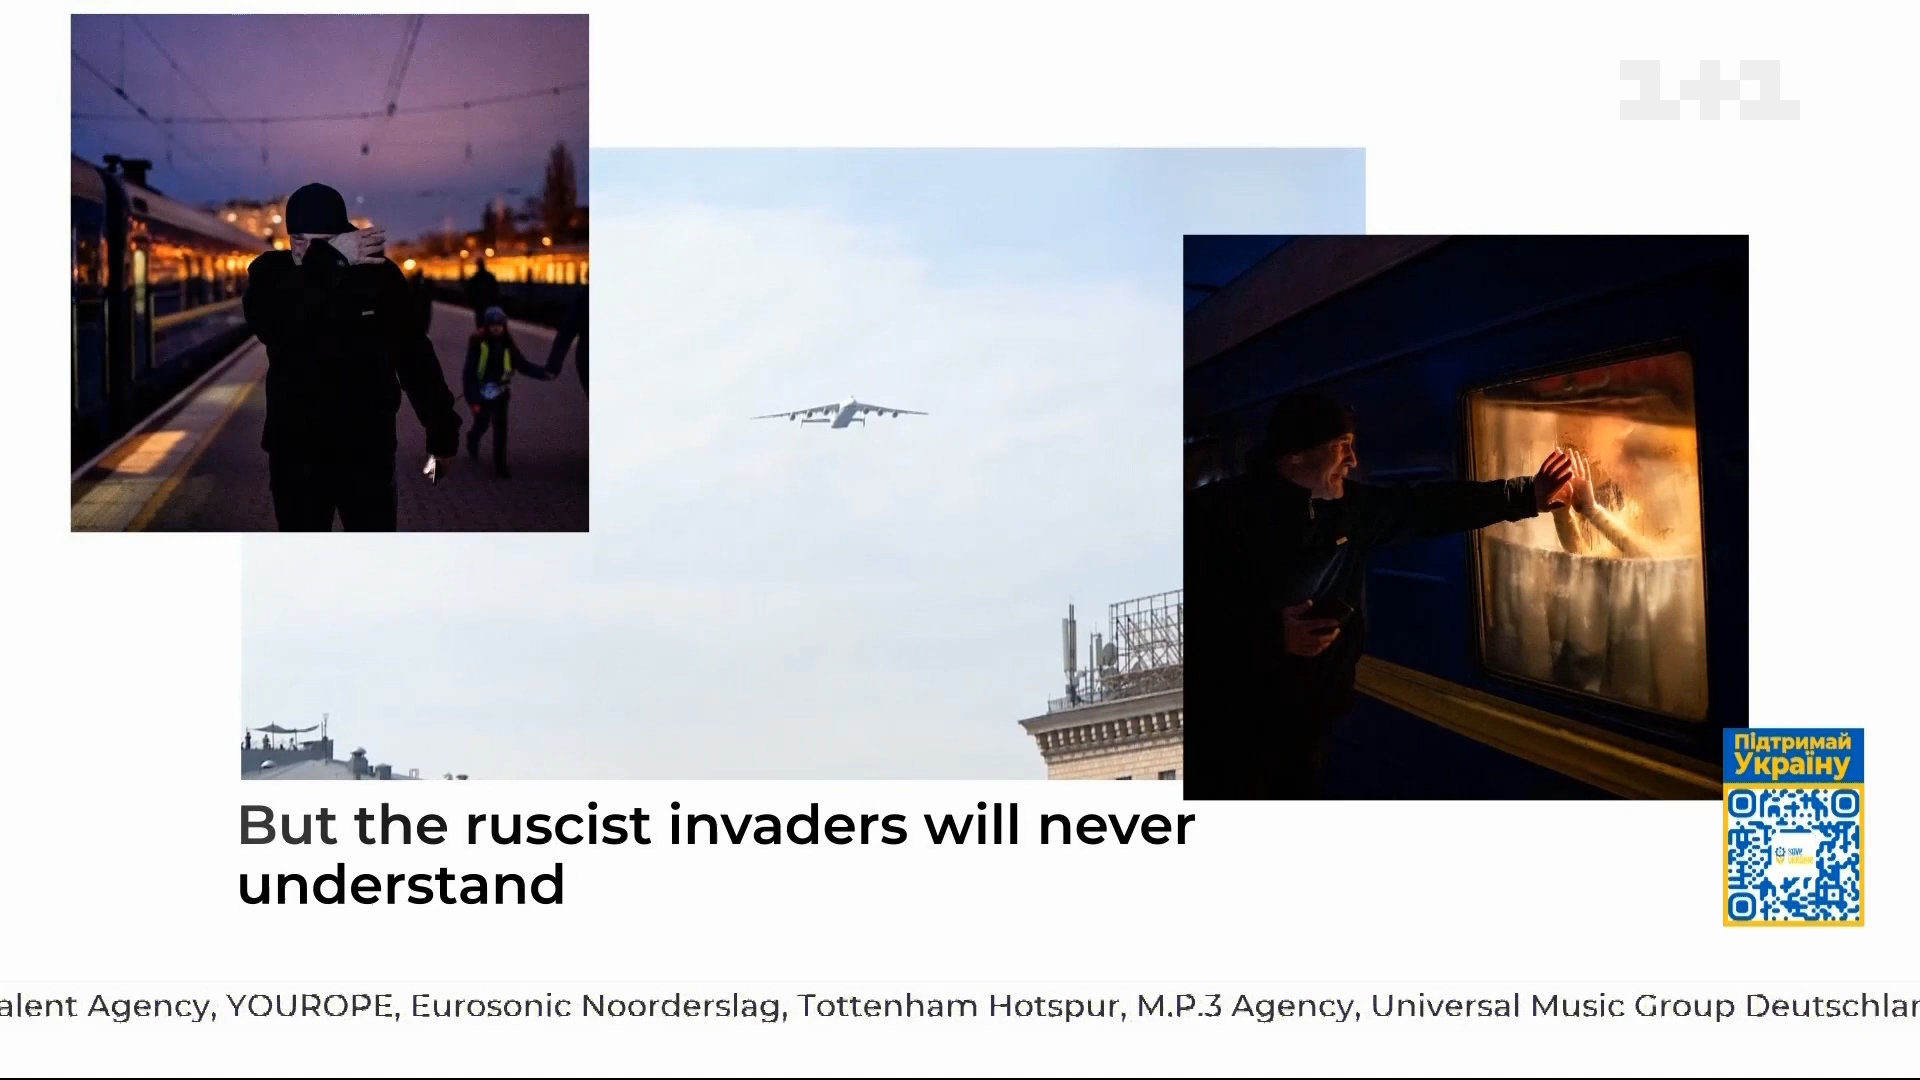 1+1
But the ruscist invaders will never
understand
Підтримай
Україну
alent Agency, YOUROPE, Eurosonic Noorderslag, Tottenham Hotspur, M.P.3 Agency, Universal Music Group Deutschlan